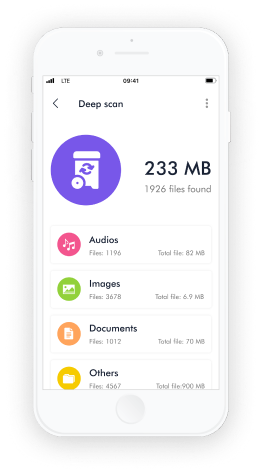 LTE 09:41
Deep scan
233 MB
1926 files found
Audios
Files: 1196 Total file: 82 MB
Images
Files: 3678 Total file: 6.9 MB
Documents
Files: 1012 Total file: 70 MB
Others
Files: 4567 Total file:900 MB